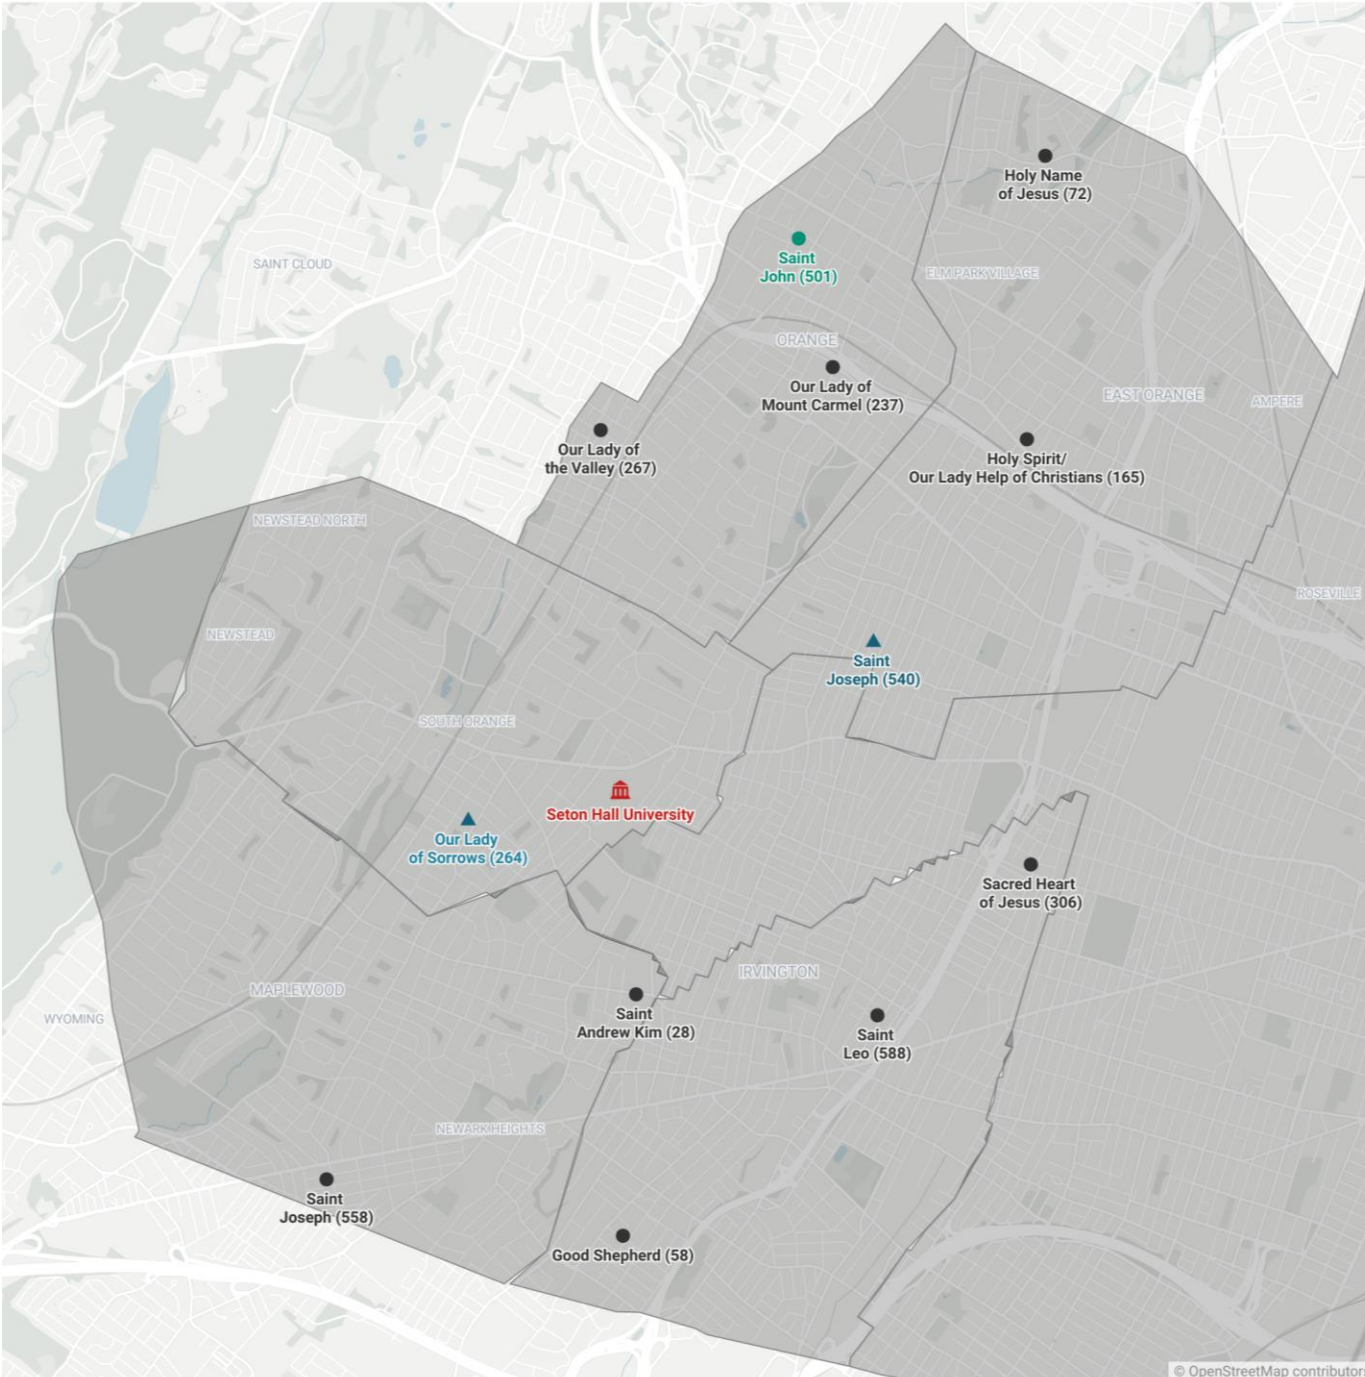 Holy Name
of Jesus (72)
Saint
John (501)
SAINT CLOUD
ELM PARK VILLAGE
ORANGE
Our Lady of
Mount Carmel (237)
EAST ORANGE
AMPERE
Our Lady of
the Valley (267)
Holy Spirit/
Our Lady Help of Christians (165)
NEWSTEAD NORTH
ROSEVILLE
NEWSTEAD
Saint
Joseph (540)
SOUTH ORANGE
Seton Hall University
Our Lady
of Sorrows (264)
Sacred Heart
of Jesus (306)
IRVINGTON
MAPLEWOOD
WYOMING
Saint
Andrew Kim (28)
Saint
Leo (588)
NEWARK HEIGHTS
Saint
Joseph (558)
Good Shepherd (58)
© OpenStreetMap contributors